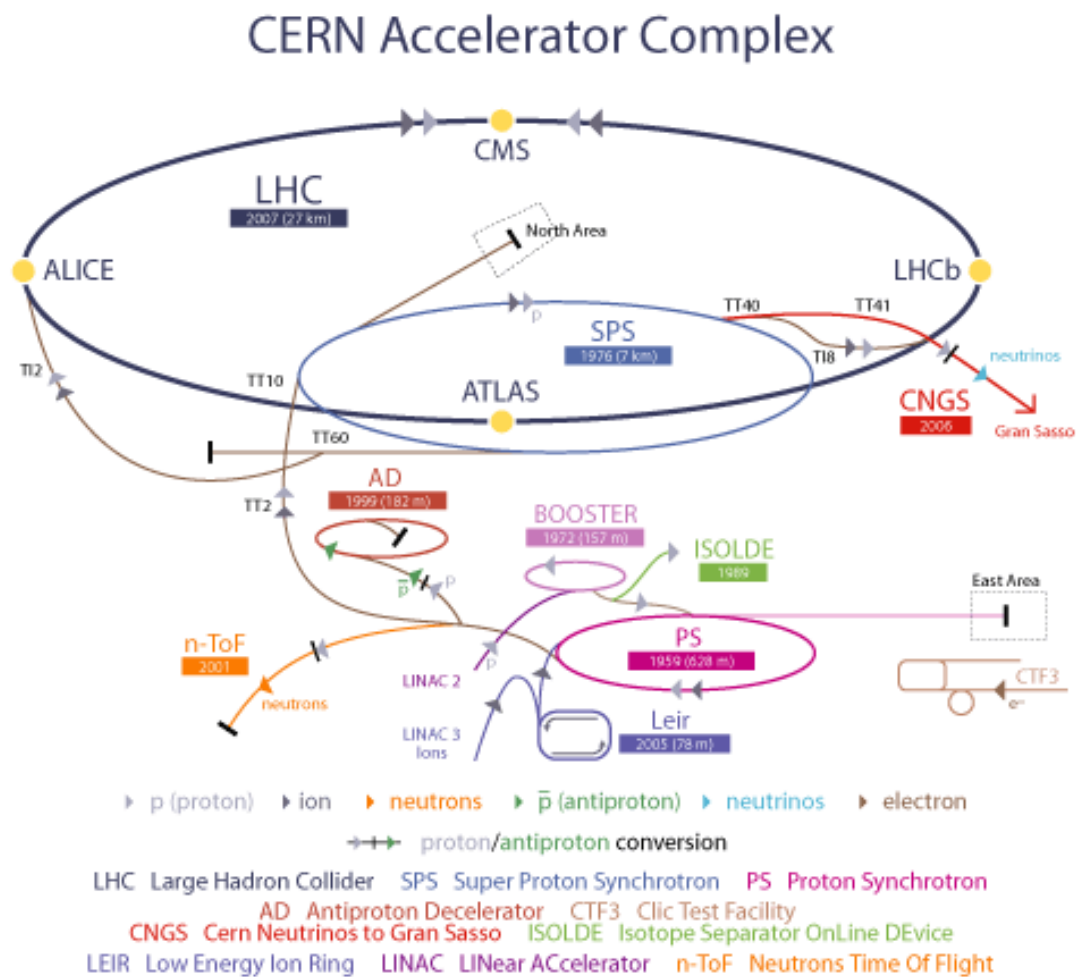 CERN Accelerator Complex
CMS
LHC
2007 (27 km)
North Area
ALICE
LHCb
TT40
TT41
p
SPS
1976 (7 km)
TI8
neutrinos
TI2
TT10
ATLAS
CNGS
2006
Gran Sasso
TT60
AD
1999 (182 m)
TT2
BOOSTER
1972 (157 m)
ISOLDE
1989
p̅
p
East Area
n-ToF
2001
PS
1959 (628 m)
p
LINAC 2
CTF3
e⁻
neutrons
LINAC 3
Ions
Leir
2005 (78 m)
p (proton) ion neutrons p̅ (antiproton) neutrinos electron
proton/antiproton conversion
LHC Large Hadron Collider SPS Super Proton Synchrotron PS Proton Synchrotron
AD Antiproton Decelerator CTF3 Clic Test Facility
CNGS Cern Neutrinos to Gran Sasso ISOLDE Isotope Separator OnLine DEvice
LEIR Low Energy Ion Ring LINAC LINear ACcelerator n-ToF Neutrons Time Of Flight